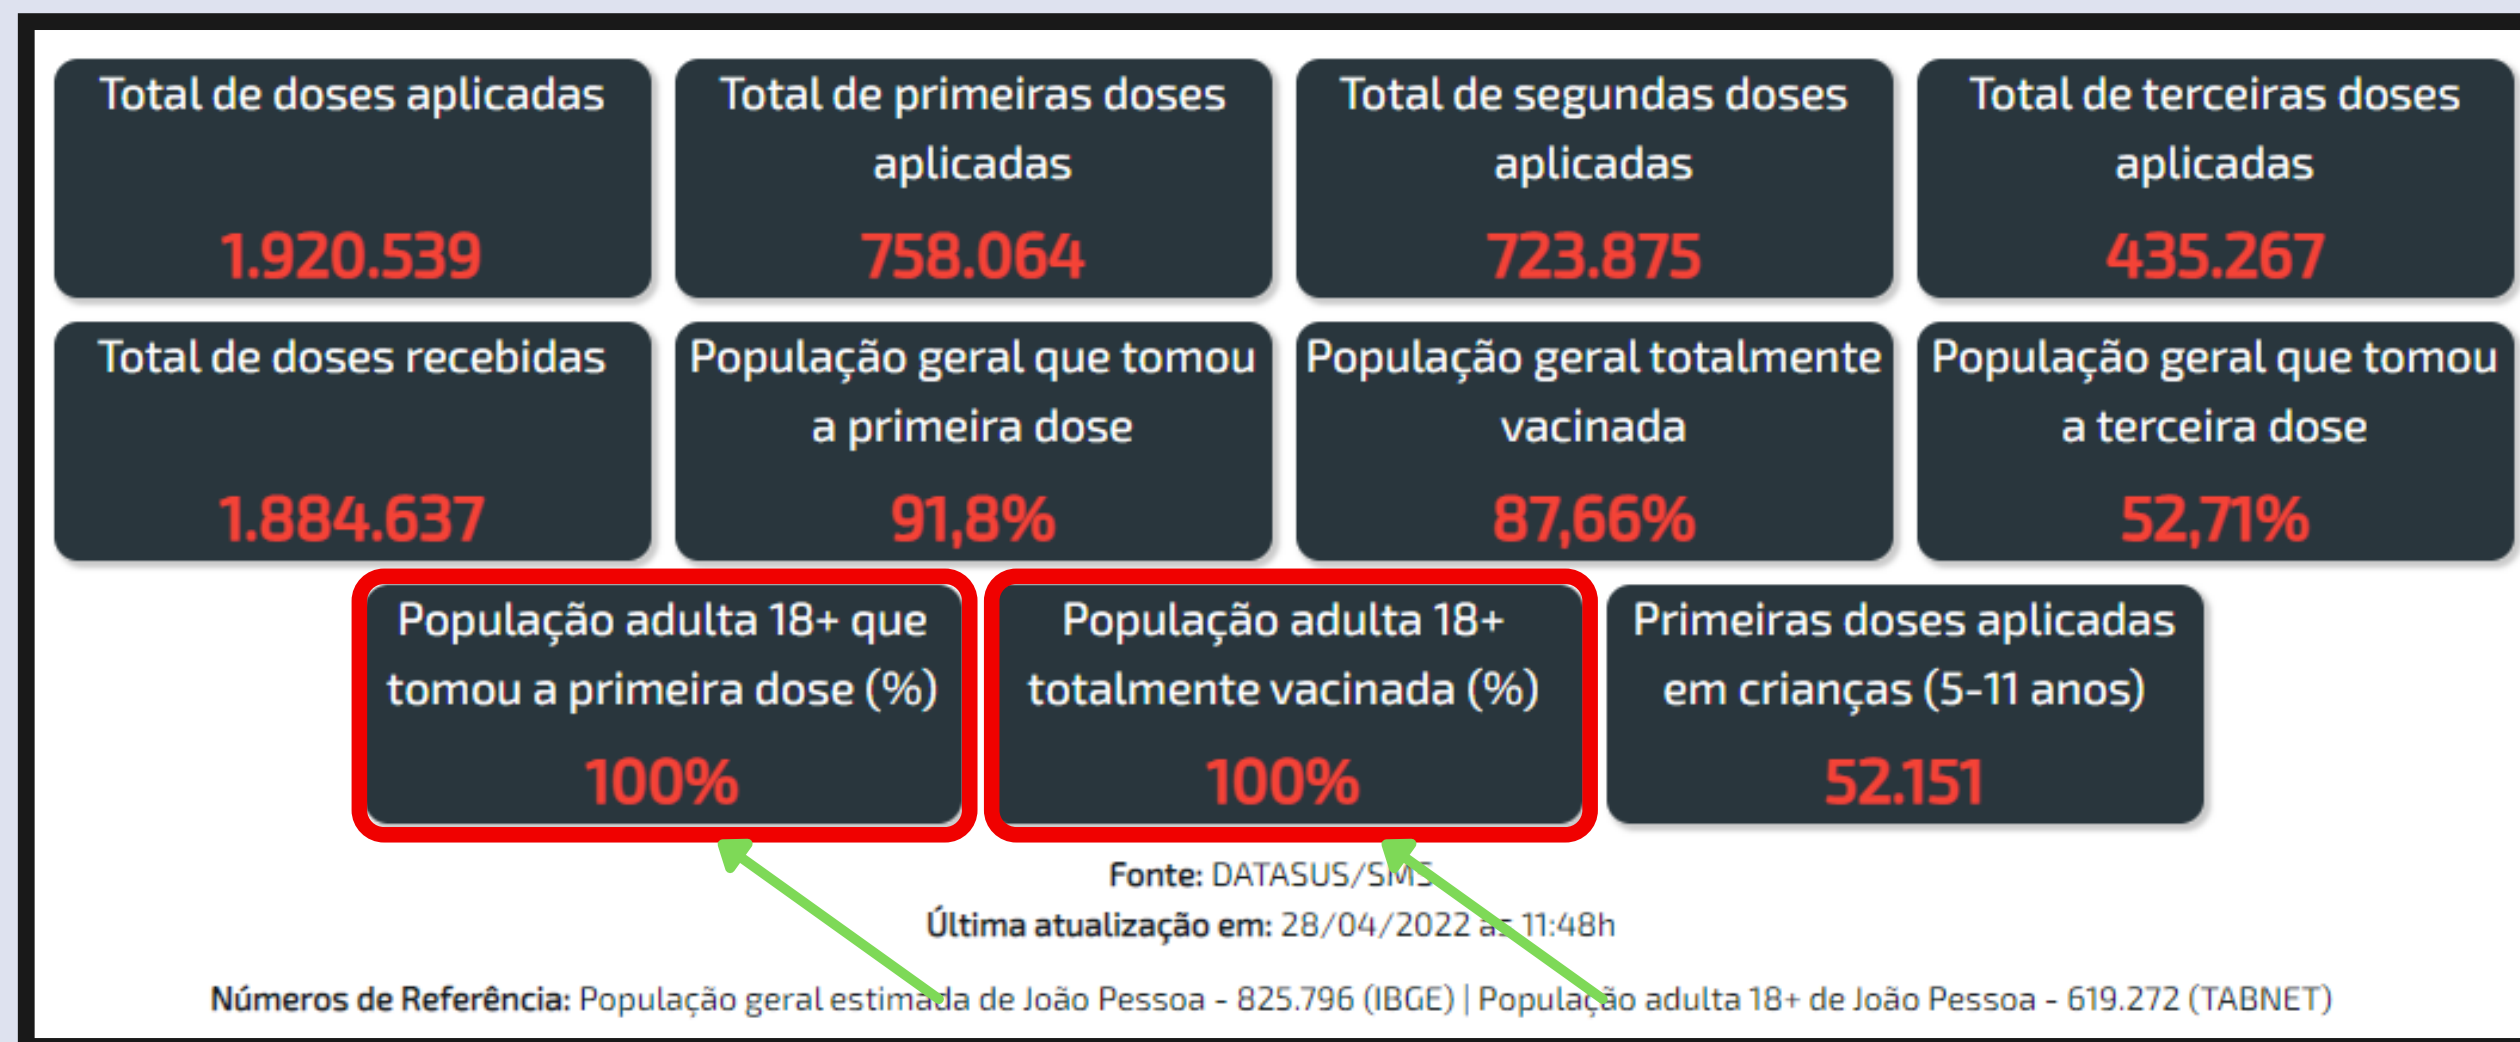 Total de doses aplicadas
1.920.539
Total de primeiras doses
aplicadas
758.064
Total de segundas doses
aplicadas
723.875
Total de terceiras doses
aplicadas
435.267
Total de doses recebidas
1.884.637
População geral que tomou
a primeira dose
91,8%
População geral totalmente
vacinada
87,66%
População geral que tomou
a terceira dose
52,71%
População adulta 18+ que
tomou a primeira dose (%)
100%
População adulta 18+
totalmente vacinada (%)
100%
Primeiras doses aplicadas
em crianças (5-11 anos)
52.151
Fonte: DATASUS/SMS
Última atualização em: 28/04/2022 às 11:48h
Números de Referência: População geral estimada de João Pessoa - 825.796 (IBGE) | População adulta 18+ de João Pessoa - 619.272 (TABNET)